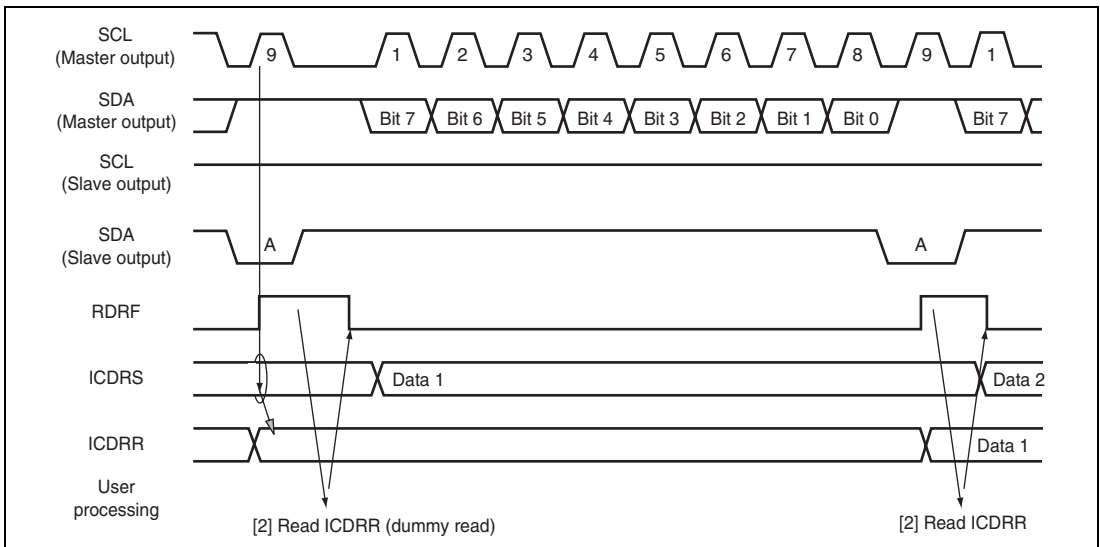 SCL
(Master output)
9 1 2 3 4 5 6 7 8 9 1
SDA
(Master output)
Bit 7 Bit 6 Bit 5 Bit 4 Bit 3 Bit 2 Bit 1 Bit 0 Bit 7
SCL
(Slave output)
SDA
(Slave output)
A A
RDRF
ICDRS
Data 1 Data 2
ICDRR
Data 1
User
processing
[2] Read ICDRR (dummy read) [2] Read ICDRR